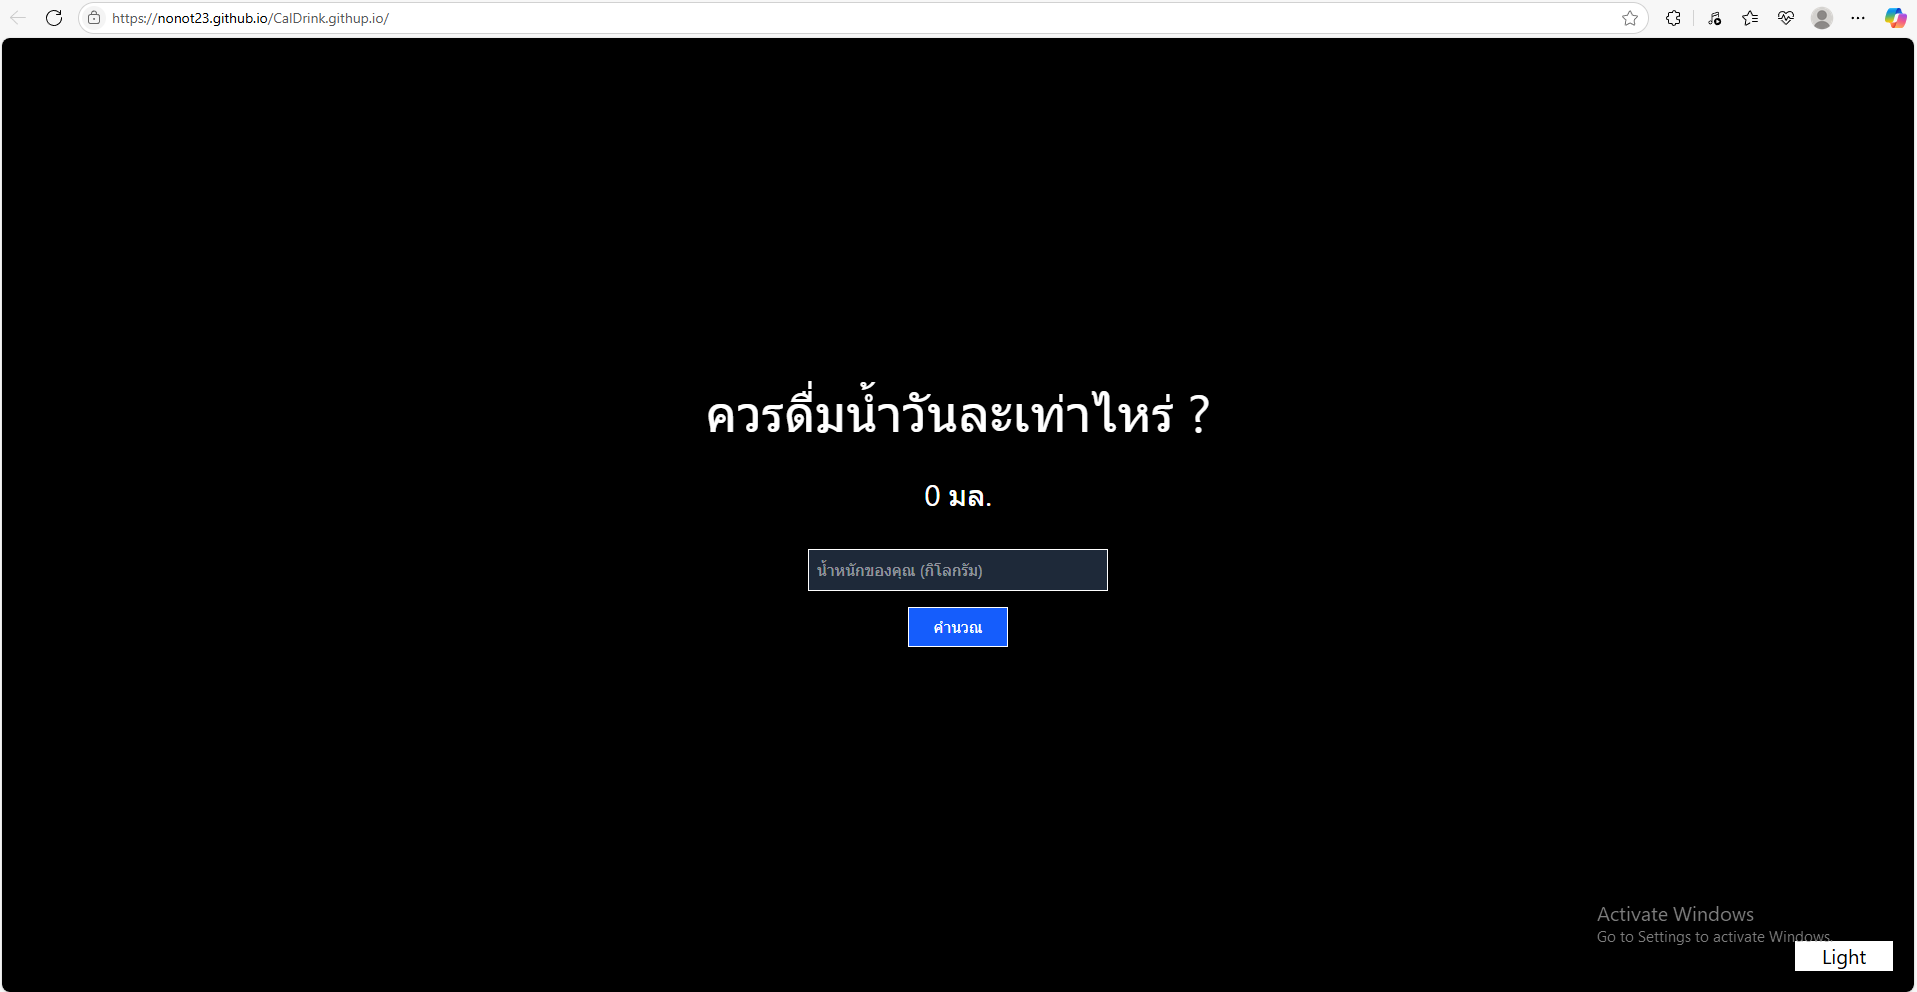 https://nonot23.github.io/CalDrink.githup.io/
ควรดื่มน้ำวันละเท่าไหร่ ?
0 มล.
น้ำหนักของคุณ (กิโลกรัม)
คำนวณ
Activate Windows
Go to Settings to activate Windows.
Light